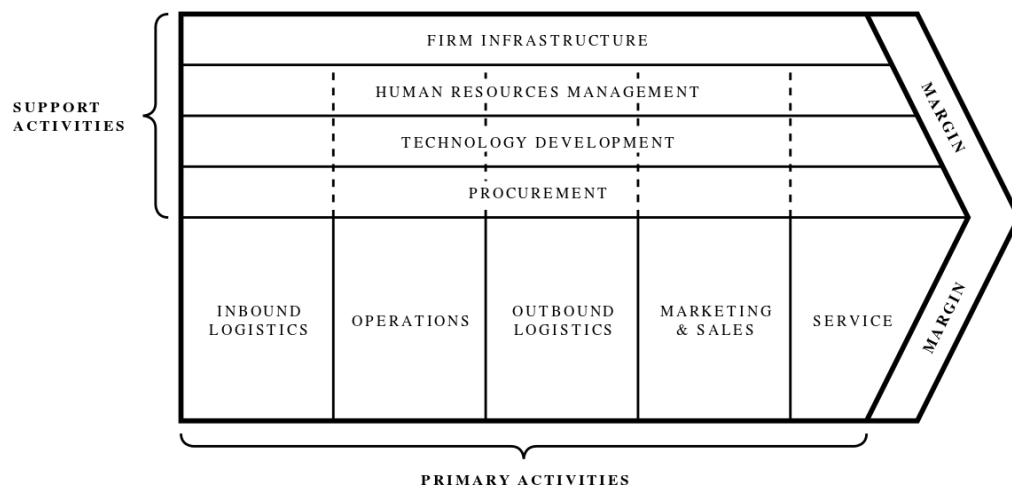 FIRM INFRASTRUCTURE
HUMAN RESOURCES MANAGEMENT
TECHNOLOGY DEVELOPMENT
PROCUREMENT
SUPPORT
ACTIVITIES
MARGIN
INBOUND
LOGISTICS
OPERATIONS
OUTBOUND
LOGISTICS
MARKETING
& SALES
SERVICE
MARGIN
PRIMARY ACTIVITIES